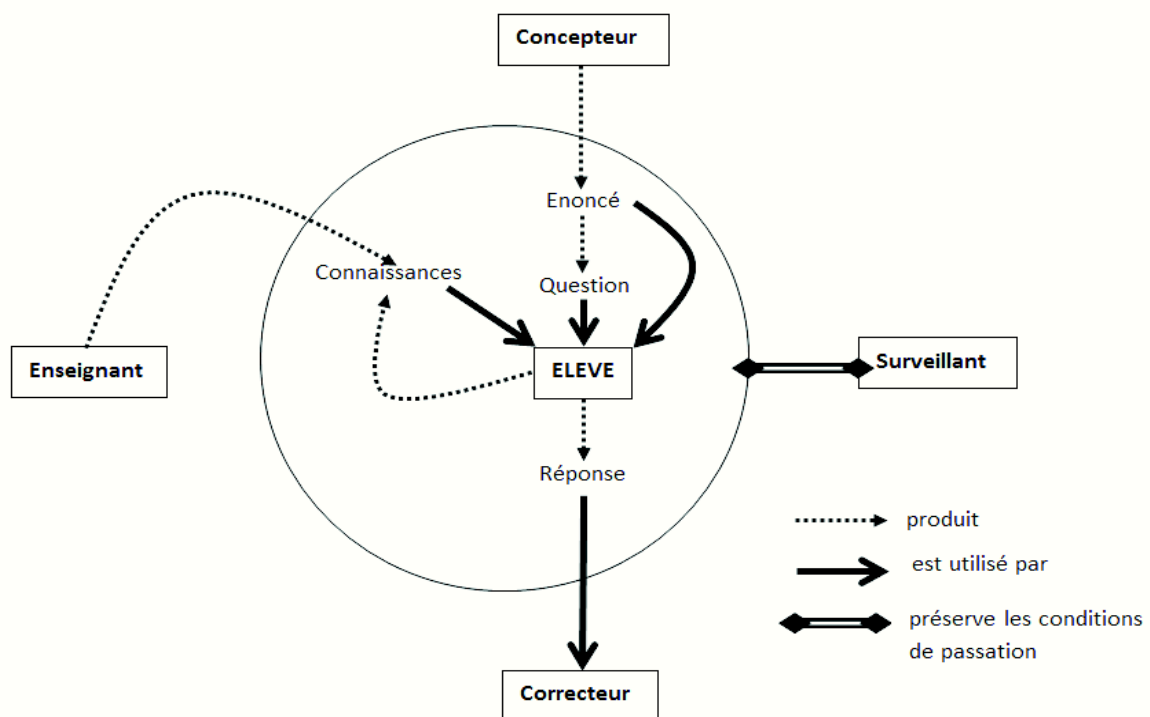 Concepteur
Enoncé
Connaissances
Question
Enseignant
ELEVE
Surveillant
Réponse
produit
est utilisé par
préserve les conditions
de passation
Correcteur